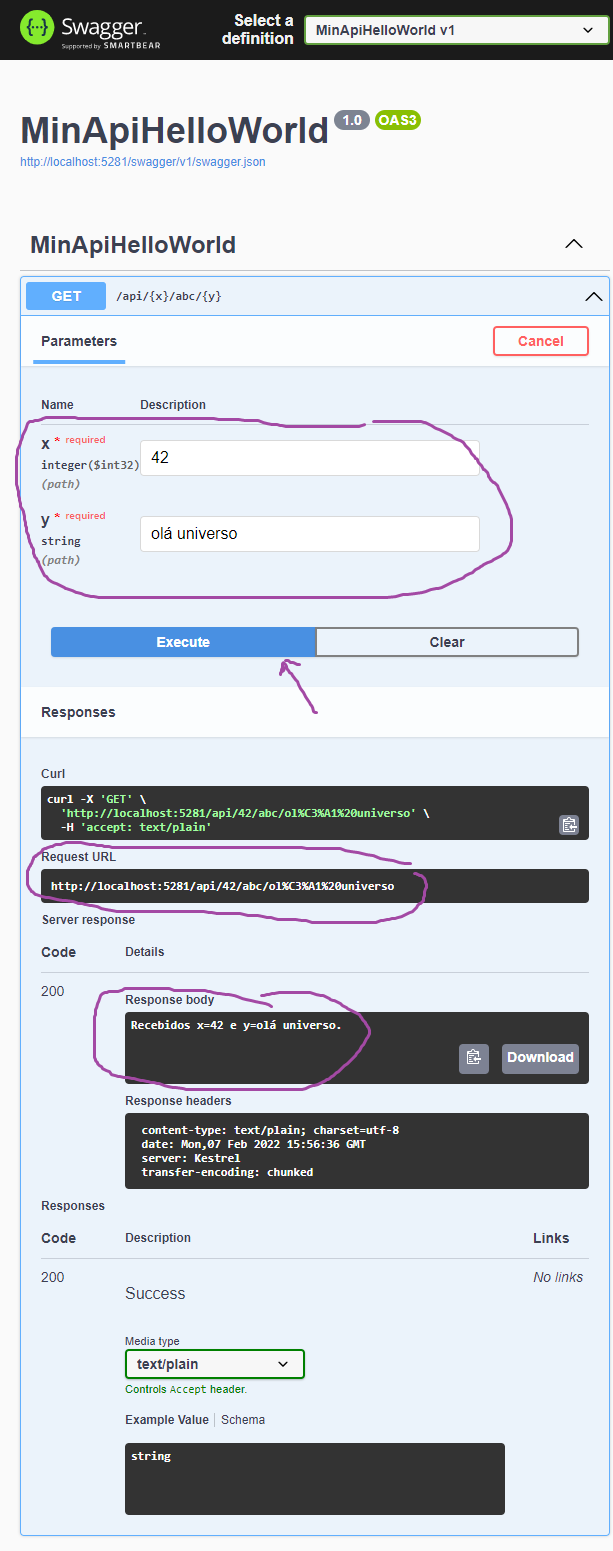 Swagger
Supported by SMARTBEAR
Select a definition
MinApiHelloWorld v1
MinApiHelloWorld 1.0 OAS3
http://localhost:5281/swagger/v1/swagger.json
MinApiHelloWorld
GET /api/{x}/abc/{y}
Parameters
Cancel
Name Description
x * required
integer($int32)
(path)
42
y * required
string
(path)
olá universo
Execute Clear
Responses
Curl
curl -X 'GET' \
'http://localhost:5281/api/42/abc/ol%C3%A1%20universo' \
-H 'accept: text/plain'
Request URL
http://localhost:5281/api/42/abc/ol%C3%A1%20universo
Server response
Code Details
200
Response body
Recebidos x=42 e y=olá universo.
Download
Response headers
content-type: text/plain; charset=utf-8
date: Mon,07 Feb 2022 15:56:36 GMT
server: Kestrel
transfer-encoding: chunked
Responses
Code Description Links
200
Success
No links
Media type
text/plain
Controls Accept header.
Example Value Schema
string